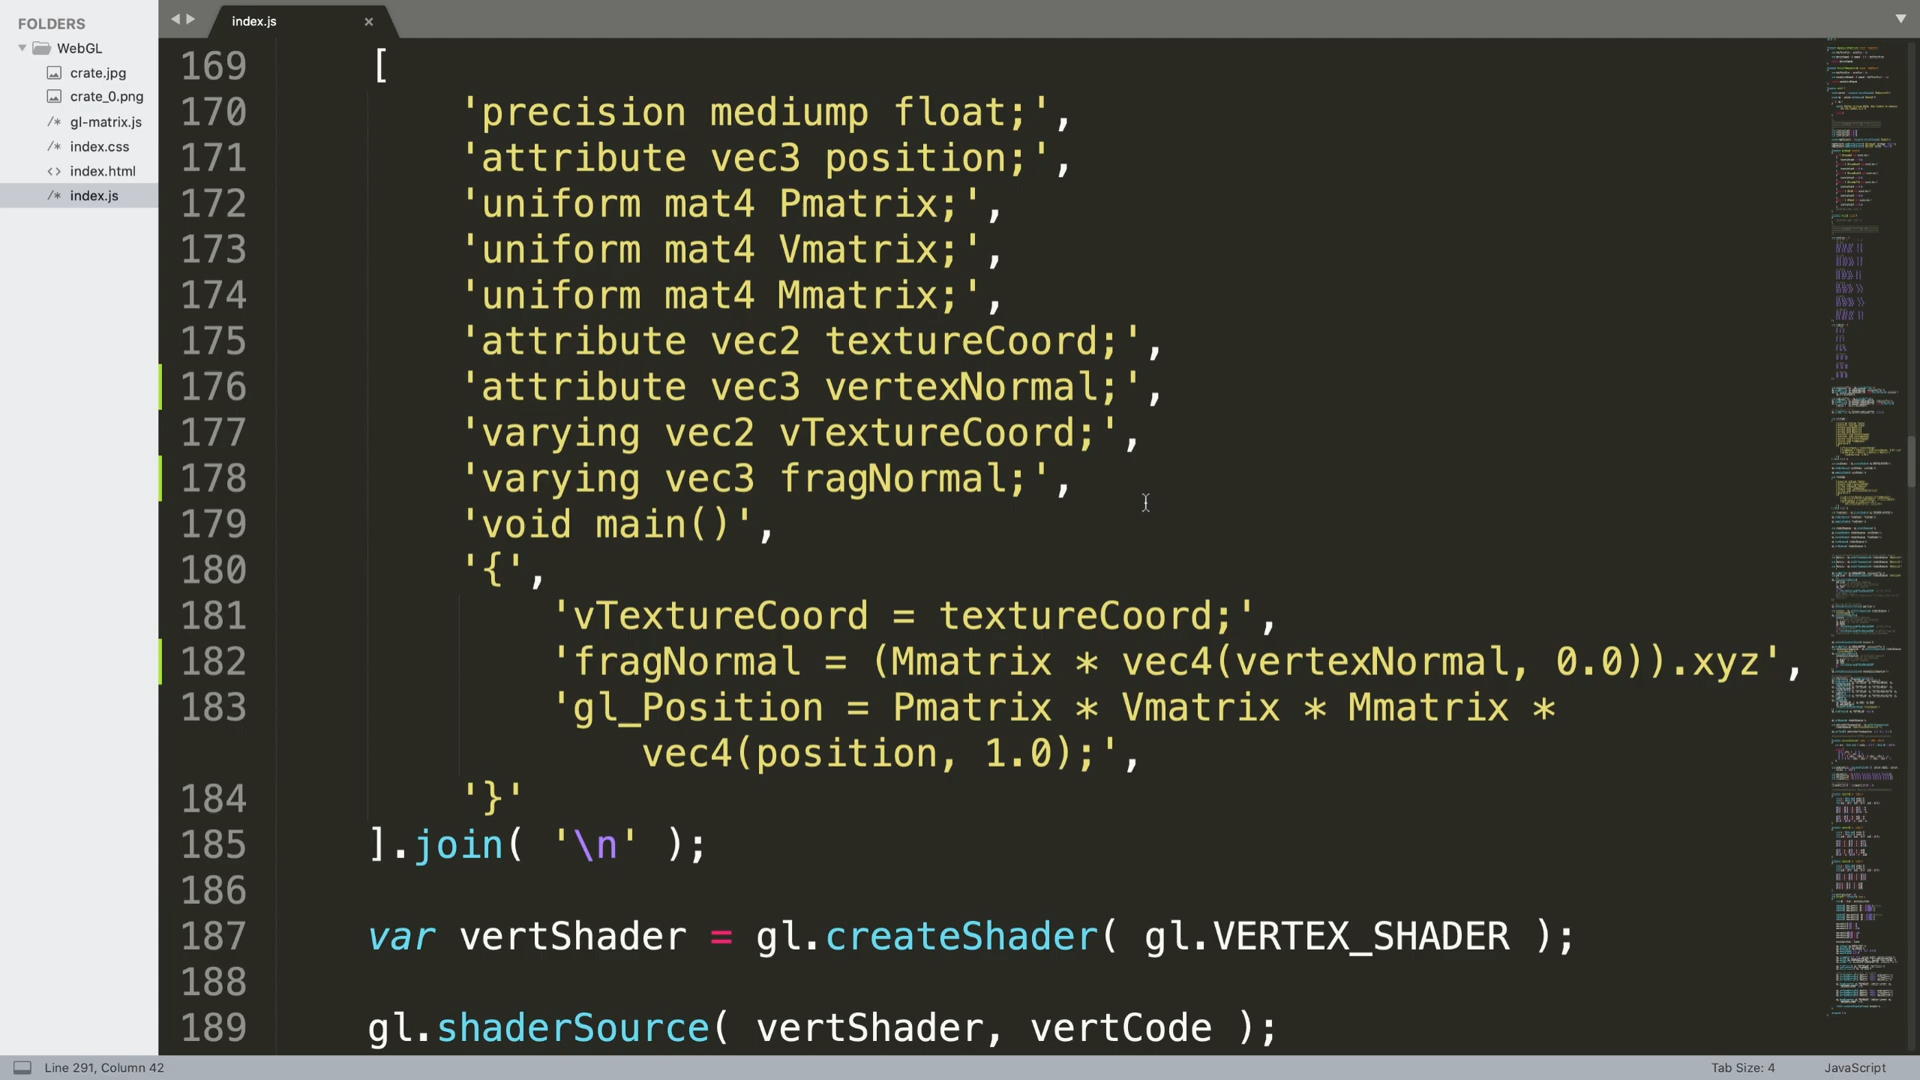 FOLDERS
WebGL
crate.jpg
crate_0.png
/* gl-matrix.js
/* index.css
<> index.html
/* index.js
index.js ×
169 [
170 'precision mediump float;',
171 'attribute vec3 position;',
172 'uniform mat4 Pmatrix;',
173 'uniform mat4 Vmatrix;',
174 'uniform mat4 Mmatrix;',
175 'attribute vec2 textureCoord;',
176 'attribute vec3 vertexNormal;',
177 'varying vec2 vTextureCoord;',
178 'varying vec3 fragNormal;',
179 'void main()',
180 '{',
181 'vTextureCoord = textureCoord;',
182 'fragNormal = (Mmatrix * vec4(vertexNormal, 0.0)).xyz',
183 'gl_Position = Pmatrix * Vmatrix * Mmatrix *
vec4(position, 1.0);',
184 '}'
185 ].join( '\n' );
186
187 var vertShader = gl.createShader( gl.VERTEX_SHADER );
188
189 gl.shaderSource( vertShader, vertCode );
Line 291, Column 42
Tab Size: 4
JavaScript